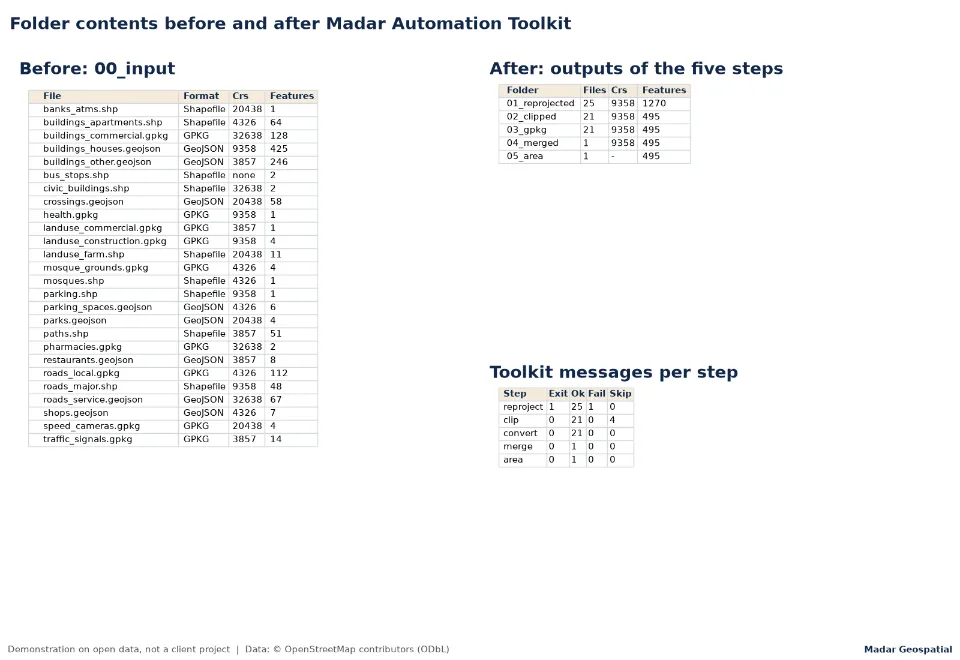 Folder contents before and after Madar Automation Toolkit
Before: 00_input
File Format Crs Features
banks_atms.shp Shapefile 20438 1
buildings_apartments.shp Shapefile 4326 64
buildings_commercial.gpkg GPKG 32638 128
buildings_houses.geojson GeoJSON 9358 425
buildings_other.geojson GeoJSON 3857 246
bus_stops.shp Shapefile none 2
civic_buildings.shp Shapefile 32638 2
crossings.geojson GeoJSON 20438 58
health.gpkg GPKG 9358 1
landuse_commercial.gpkg GPKG 3857 1
landuse_construction.gpkg GPKG 9358 4
landuse_farm.shp Shapefile 20438 11
mosque_grounds.gpkg GPKG 4326 4
mosques.shp Shapefile 4326 1
parking.shp Shapefile 9358 1
parking_spaces.geojson GeoJSON 4326 6
parks.geojson GeoJSON 20438 4
paths.shp Shapefile 3857 51
pharmacies.gpkg GPKG 32638 2
restaurants.geojson GeoJSON 3857 8
roads_local.gpkg GPKG 4326 112
roads_major.shp Shapefile 9358 48
roads_service.geojson GeoJSON 32638 67
shops.geojson GeoJSON 4326 7
speed_cameras.gpkg GPKG 20438 4
traffic_signals.gpkg GPKG 3857 14
After: outputs of the five steps
Folder Files Crs Features
01_reprojected 25 9358 1270
02_clipped 21 9358 495
03_gpkg 21 9358 495
04_merged 1 9358 495
05_area 1 - 495
Toolkit messages per step
Step Exit Ok Fail Skip
reproject 1 25 1 0
clip 0 21 0 4
convert 0 21 0 0
merge 0 1 0 0
area 0 1 0 0
Demonstration on open data, not a client project | Data: © OpenStreetMap contributors (ODbL)
Madar Geospatial